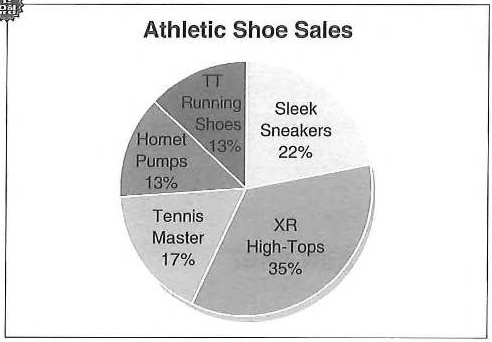 Athletic Shoe Sales
TT
Running
Shoes
13%
Sleek
Sneakers
22%
Hornet
Pumps
13%
Tennis
Master
17%
XR
High-Tops
35%